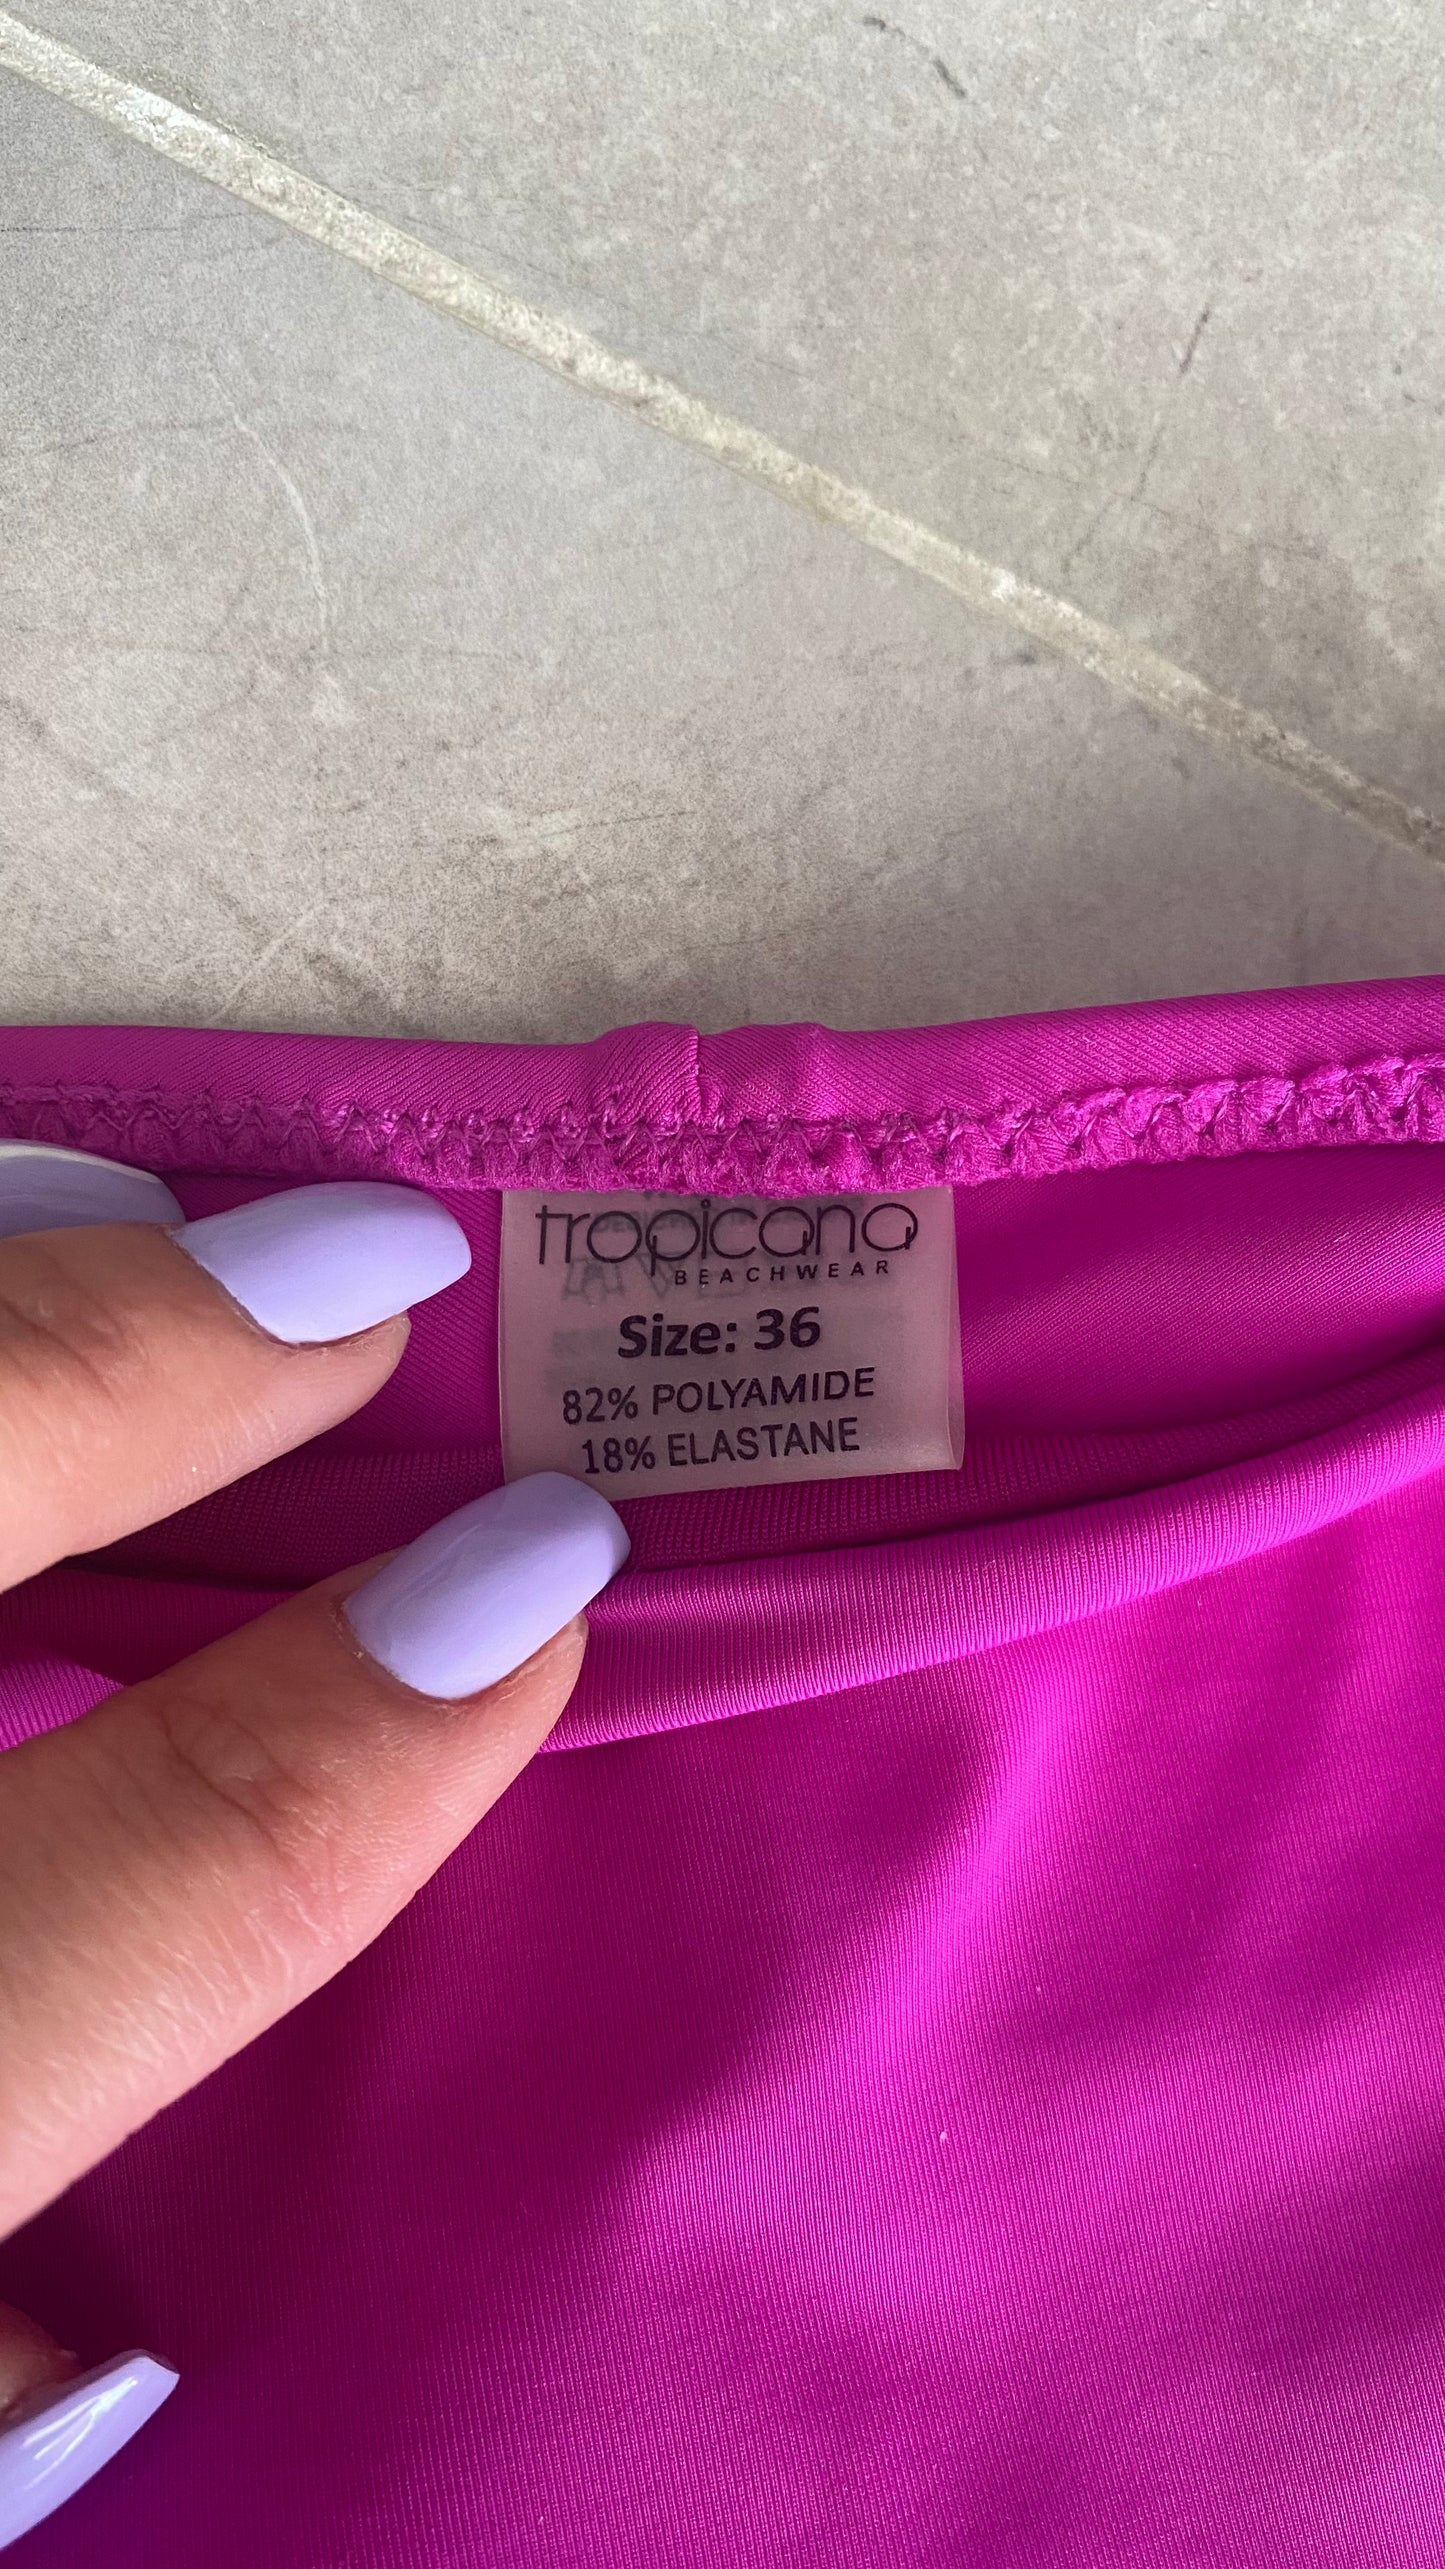 tropicana
BEACHWEAR
Size: 36
82% POLYAMIDE
18% ELASTANE